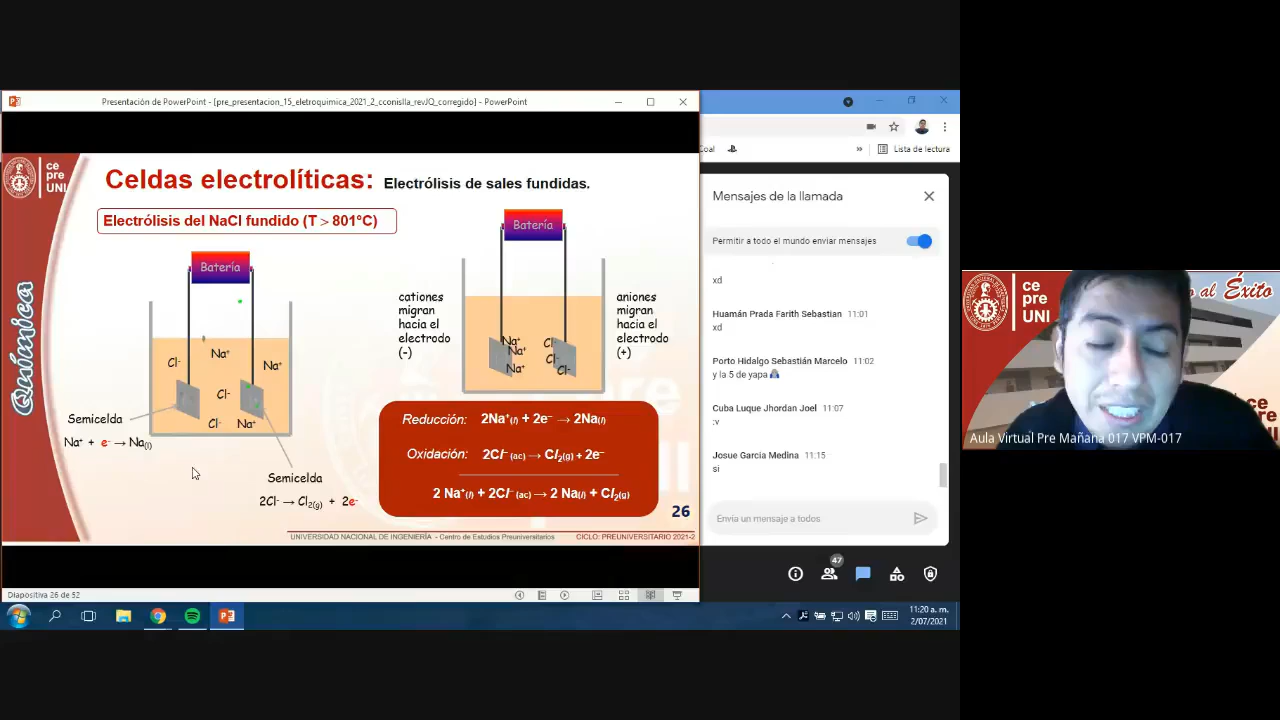 Presentación de PowerPoint - [pre_presentacion_15_eletroquimica_2021_2_cconislla_revJQ_corregido] - PowerPoint
ce
pre
UNI
Química
Celdas electrolíticas: Electrólisis de sales fundidas.
Electrólisis del NaCl fundido (T > 801°C)
Batería
Cl⁻
Na⁺
Na⁺
Cl⁻
Cl⁻
Na⁺
Semicelda
Na⁺ + e⁻ → Na(l)
Semicelda
2Cl⁻ → Cl₂(g) + 2e⁻
Batería
cationes
migran
hacia el
electrodo
(-)
Na⁺
Na⁺
Na⁺
Cl⁻
Cl⁻
Cl⁻
aniones
migran
hacia el
electrodo
(+)
Reducción: 2Na⁺(l) + 2e⁻ → 2Na(l)
Oxidación: 2Cl⁻(ac) → Cl₂(g) + 2e⁻
2 Na⁺(l) + 2Cl⁻(ac) → 2 Na(l) + Cl₂(g)
26
UNIVERSIDAD NACIONAL DE INGENIERÍA - Centro de Estudios Preuniversitarios
CICLO: PREUNIVERSITARIO 2021-2
Diapositiva 26 de 52
Coal
»
Lista de lectura
Mensajes de la llamada
Permitir a todo el mundo enviar mensajes
xd
Huamán Prada Farith Sebastian 11:01
xd
Porto Hidalgo Sebastián Marcelo 11:02
y la 5 de yapa
Cuba Luque Jhordan Joel 11:07
:v
Josue Garcia Medina 11:15
si
Envía un mensaje a todos
47
11:20 a. m.
2/07/2021
ce
pre
UNI
al Éxito
Aula Virtual Pre Mañana 017 VPM-017